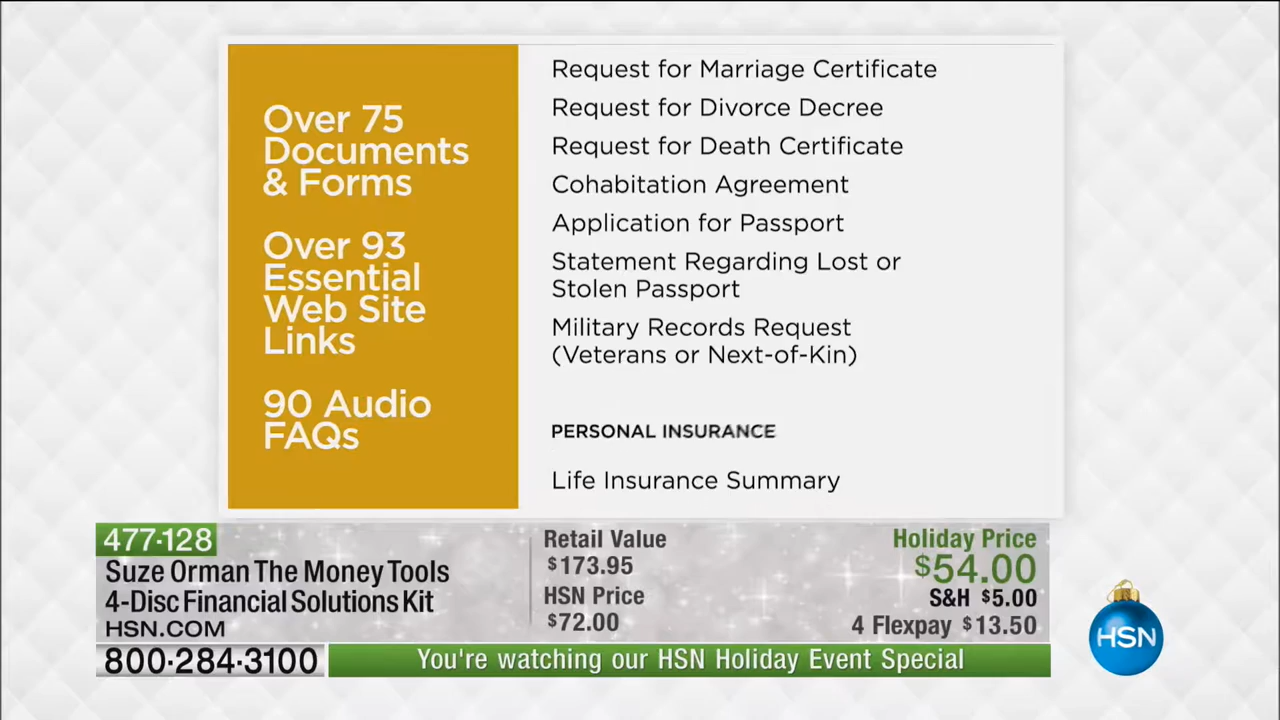 Over 75
Documents
& Forms
Over 93
Essential
Web Site
Links
90 Audio
FAQs
Request for Marriage Certificate
Request for Divorce Decree
Request for Death Certificate
Cohabitation Agreement
Application for Passport
Statement Regarding Lost or
Stolen Passport
Military Records Request
(Veterans or Next-of-Kin)
PERSONAL INSURANCE
Life Insurance Summary
477-128
Suze Orman The Money Tools
4-Disc Financial Solutions Kit
HSN.COM
Retail Value
$173.95
HSN Price
$72.00
Holiday Price
$54.00
S&H $5.00
4 Flexpay $13.50
800-284-3100
You're watching our HSN Holiday Event Special
HSN